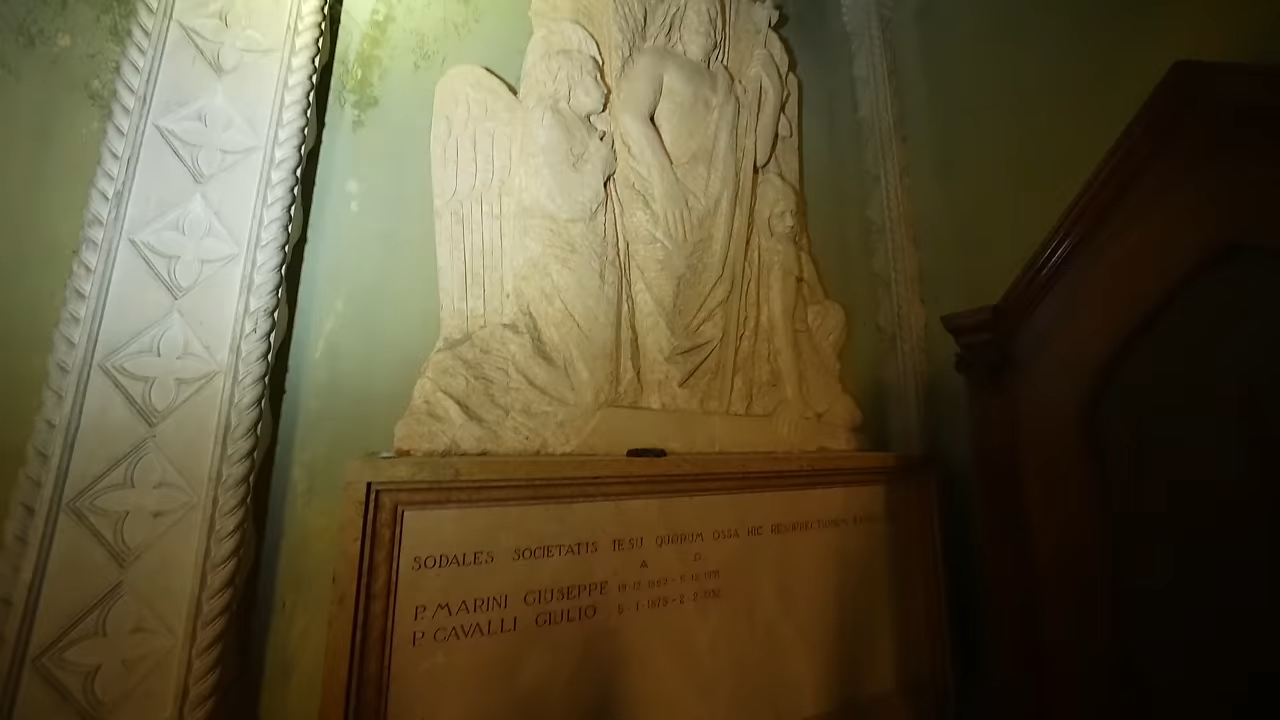 SODALES SOCIETATIS IESU QUORUM OSSA HIC RESURRECTIONEM
A D
P. MARINI GIUSEPPE
P. CAVALLI GIULIO